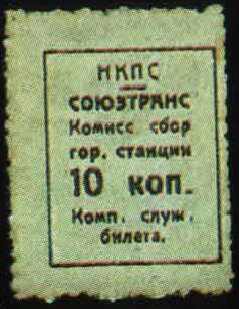 НКПС
СОЮЗТРАНС
Комисс сбор
гор. станции
10 коп.
Комп. служ.
билета.